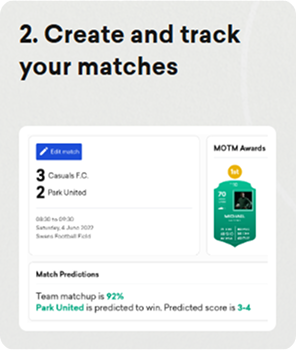 2. Create and track
your matches
Edit match
MOTM Awards
3 Casuals F.C.
2 Park United
1st
70
08:30 to 09:30
Saturday, 4 June 2022
Swans Football Field
Match Predictions
Team matchup is 92%
Park United is predicted to win. Predicted score is 3-4